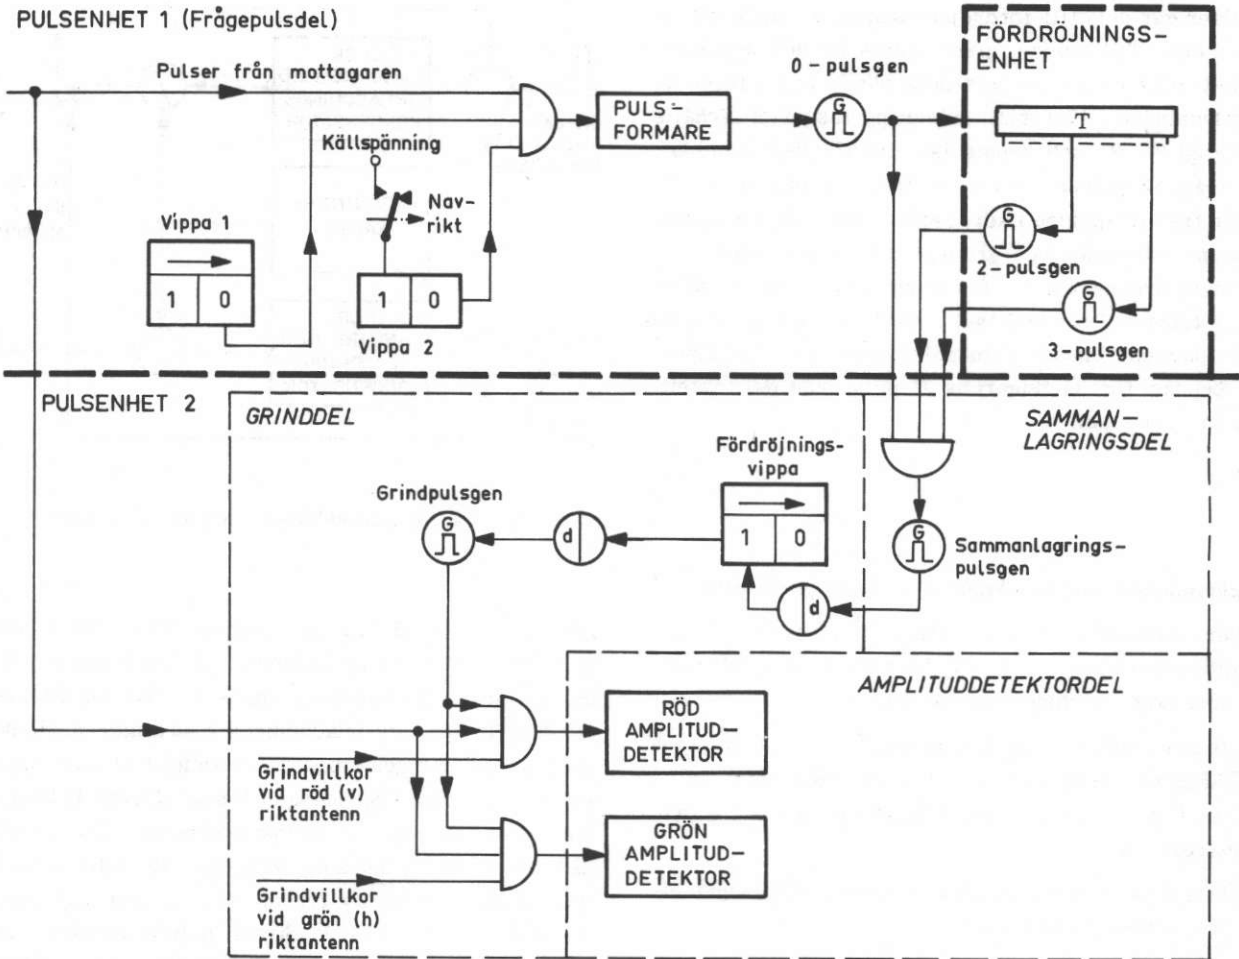 PULSENHET 1 (Frågepulsdel)
Pulser från mottagaren
Källspänning
Nav-
rikt
Vippa 1
1 0
1 0
Vippa 2
PULS-
FORMARE
0-pulsgen
G
FÖRDRÖJNINGS-
ENHET
T
G
2-pulsgen
G
3-pulsgen
PULSENHET 2
GRINDDEL
SAMMAN-
LAGRINGSDEL
Fördröjnings-
vippa
1 0
Grindpulsgen
G
d
d
G
Sammanlagrings-
pulsgen
AMPLITUDDETEKTORDEL
RÖD
AMPLITUD-
DETEKTOR
Grindvillkor
vid röd (v)
riktantenn
GRÖN
AMPLITUD-
DETEKTOR
Grindvillkor
vid grön (h)
riktantenn